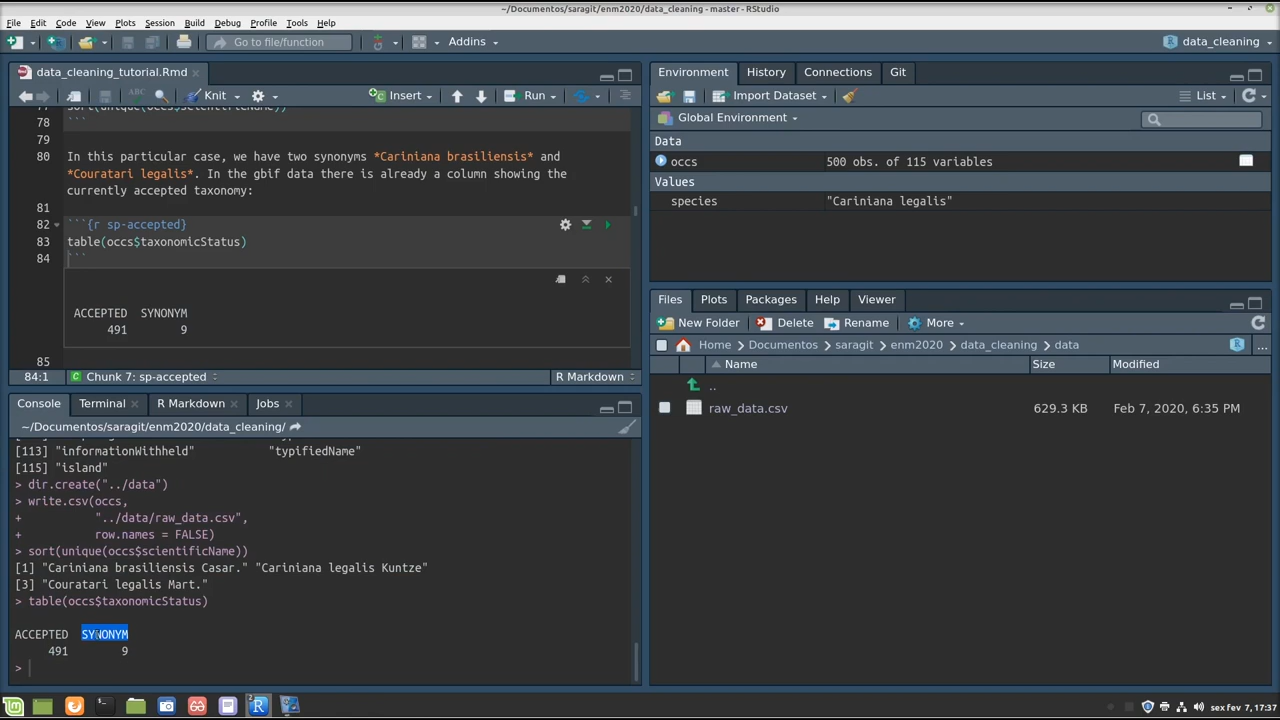 ~/Documentos/saragit/enm2020/data_cleaning - master - RStudio
File Edit Code View Plots Session Build Debug Profile Tools Help
Go to file/function
Addins
data_cleaning
data_cleaning_tutorial.Rmd
Knit
Insert
Run
sort(unique(occs$scientificName))
78 ```
79
80 In this particular case, we have two synonyms *Cariniana brasiliensis* and
*Couratari legalis*. In the gbif data there is already a column showing the
currently accepted taxonomy:
81
82 ```{r sp-accepted}
83 table(occs$taxonomicStatus)
84 ```
ACCEPTED SYNONYM
491 9
85
84:1 Chunk 7: sp-accepted R Markdown
Console Terminal R Markdown Jobs
~/Documentos/saragit/enm2020/data_cleaning/
[113] "informationWithheld" "typifiedName"
[115] "island"
> dir.create("../data")
> write.csv(occs,
+ "../data/raw_data.csv",
+ row.names = FALSE)
> sort(unique(occs$scientificName))
[1] "Cariniana brasiliensis Casar." "Cariniana legalis Kuntze"
[3] "Couratari legalis Mart."
> table(occs$taxonomicStatus)
ACCEPTED SYNONYM
491 9
>
Environment History Connections Git
Import Dataset
List
Global Environment
Data
occs 500 obs. of 115 variables
Values
species "Cariniana legalis"
Files Plots Packages Help Viewer
New Folder Delete Rename More
Home Documentos saragit enm2020 data_cleaning data
...
Name Size Modified
..
raw_data.csv 629.3 KB Feb 7, 2020, 6:35 PM
sex fev 7, 17:37